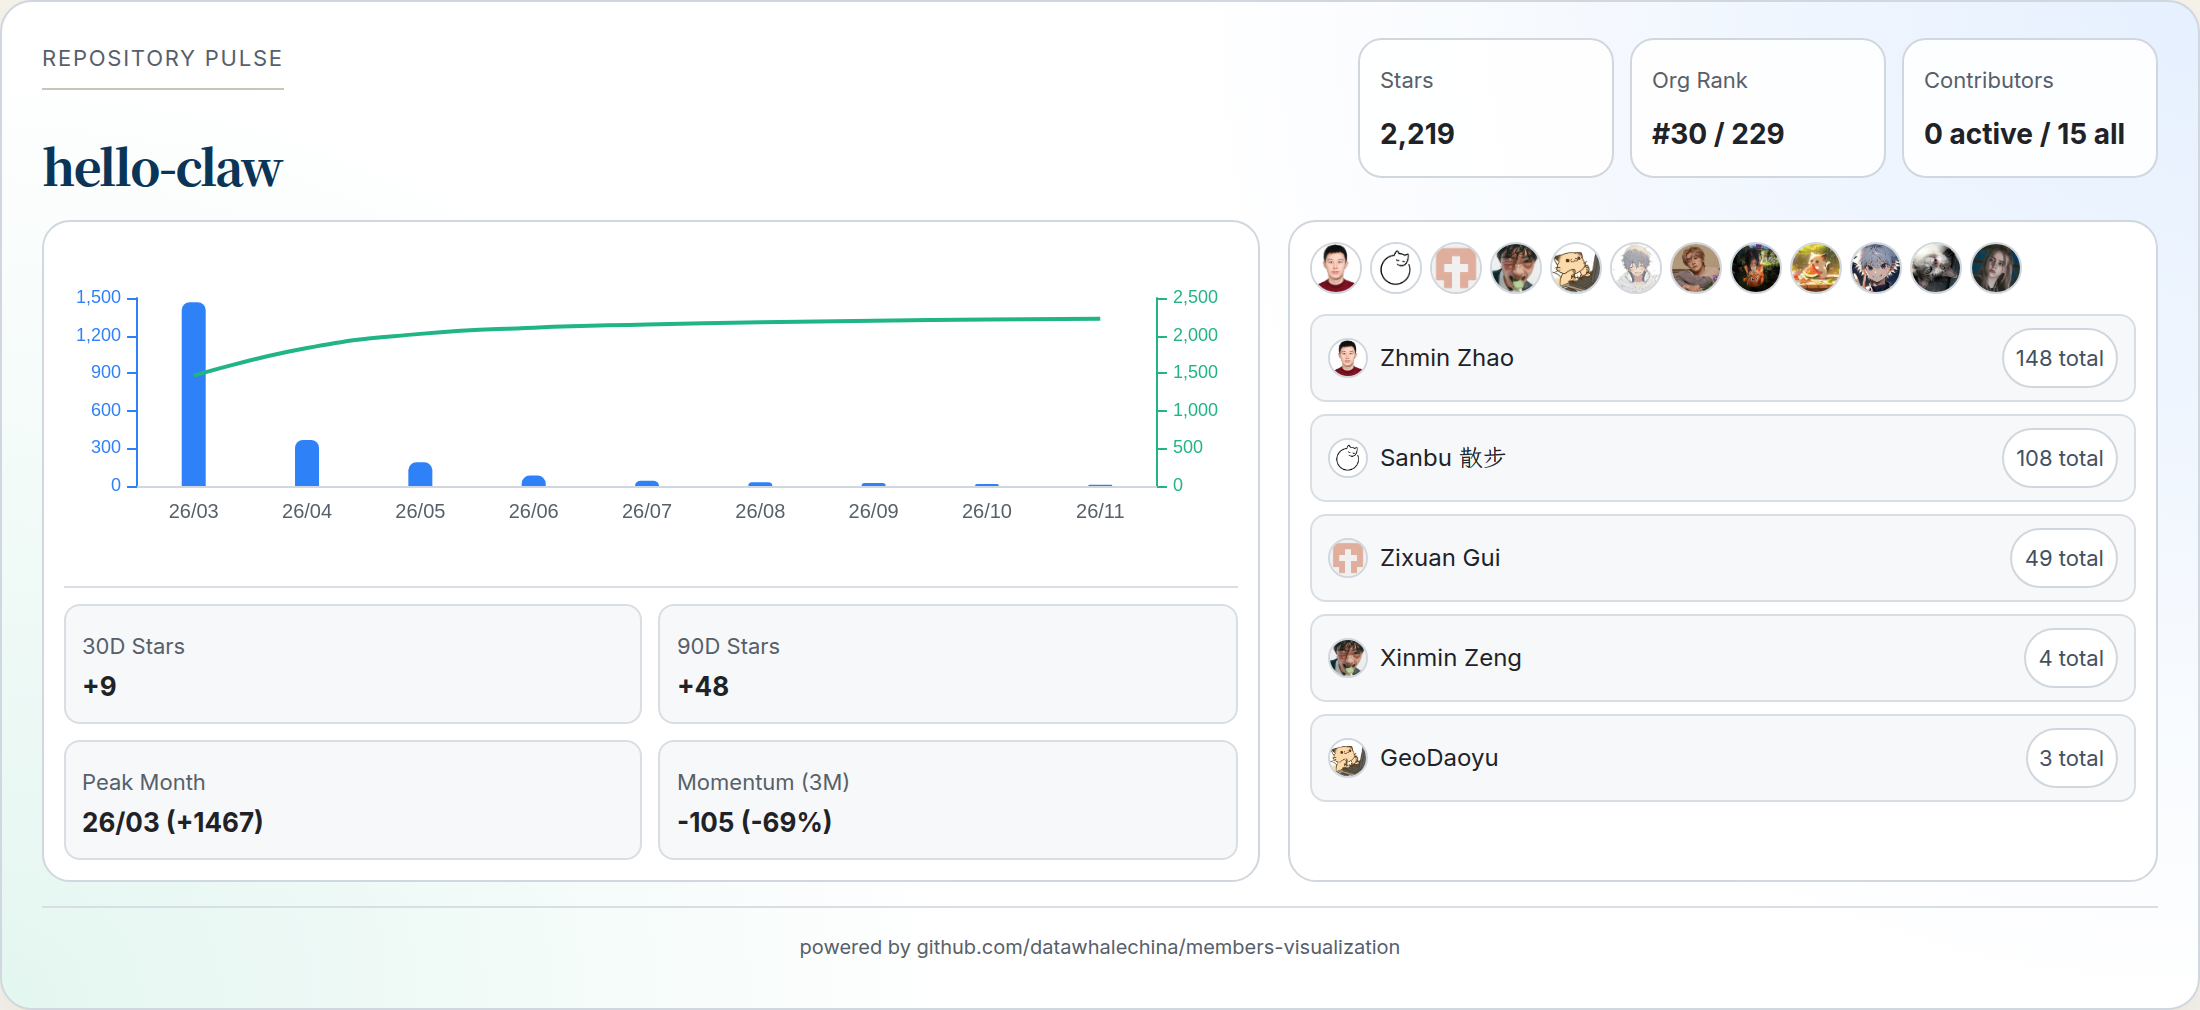 REPOSITORY PULSE
hello-claw
Stars
2,219
Org Rank
#30 / 229
Contributors
0 active / 15 all
1,500
1,200
900
600
300
0
2,500
2,000
1,500
1,000
500
0
26/03 26/04 26/05 26/06 26/07 26/08 26/09 26/10 26/11
30D Stars
+9
90D Stars
+48
Peak Month
26/03 (+1467)
Momentum (3M)
-105 (-69%)
Zhmin Zhao 148 total
Sanbu 散步 108 total
Zixuan Gui 49 total
Xinmin Zeng 4 total
GeoDaoyu 3 total
powered by github.com/datawhalechina/members-visualization